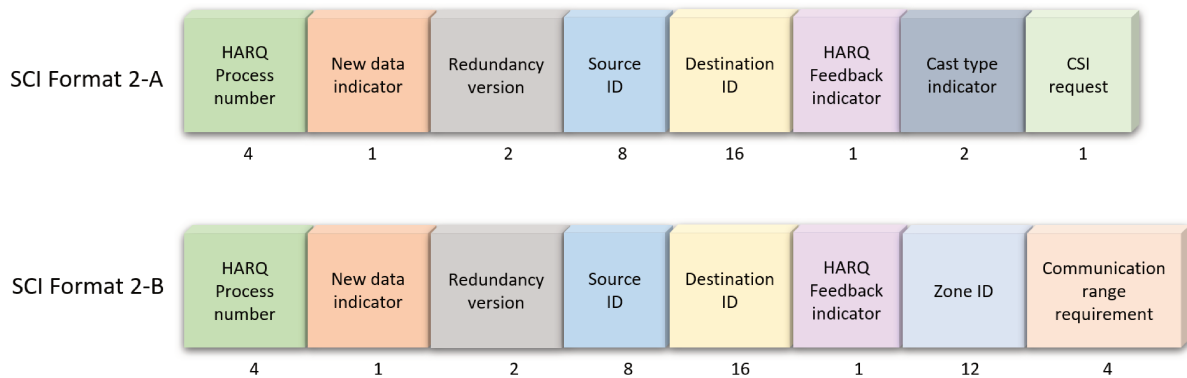 SCI Format 2-A
HARQ
Process
number
New data
indicator
Redundancy
version
Source
ID
Destination
ID
HARQ
Feedback
indicator
Cast type
indicator
CSI
request
4 1 2 8 16 1 2 1
SCI Format 2-B
HARQ
Process
number
New data
indicator
Redundancy
version
Source
ID
Destination
ID
HARQ
Feedback
indicator
Zone ID
Communication
range
requirement
4 1 2 8 16 1 12 4